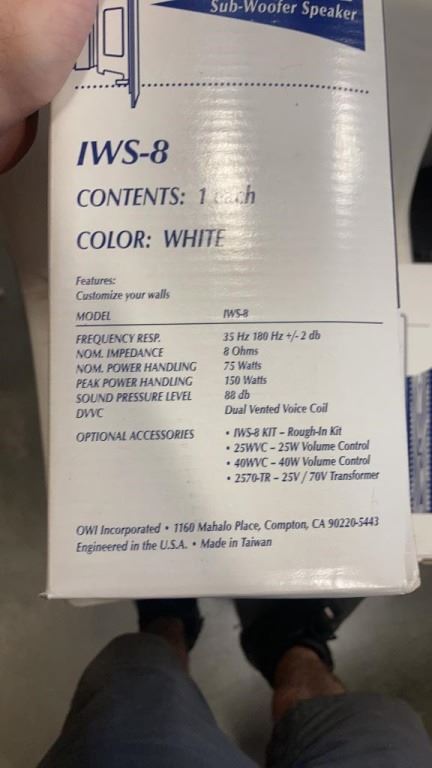 Sub-Woofer Speaker
IWS-8
CONTENTS: 1 each
COLOR: WHITE
Features:
Customize your walls
MODEL IWS-8
FREQUENCY RESP. 35 Hz 180 Hz +/- 2 db
NOM. IMPEDANCE 8 Ohms
NOM. POWER HANDLING 75 Watts
PEAK POWER HANDLING 150 Watts
SOUND PRESSURE LEVEL 88 db
DVVC Dual Vented Voice Coil
OPTIONAL ACCESSORIES • IWS-8 KIT – Rough-In Kit
• 25WVC – 25W Volume Control
• 40WVC – 40W Volume Control
• 2570-TR – 25V / 70V Transformer
OWI Incorporated • 1160 Mahalo Place, Compton, CA 90220-5443
Engineered in the U.S.A. • Made in Taiwan